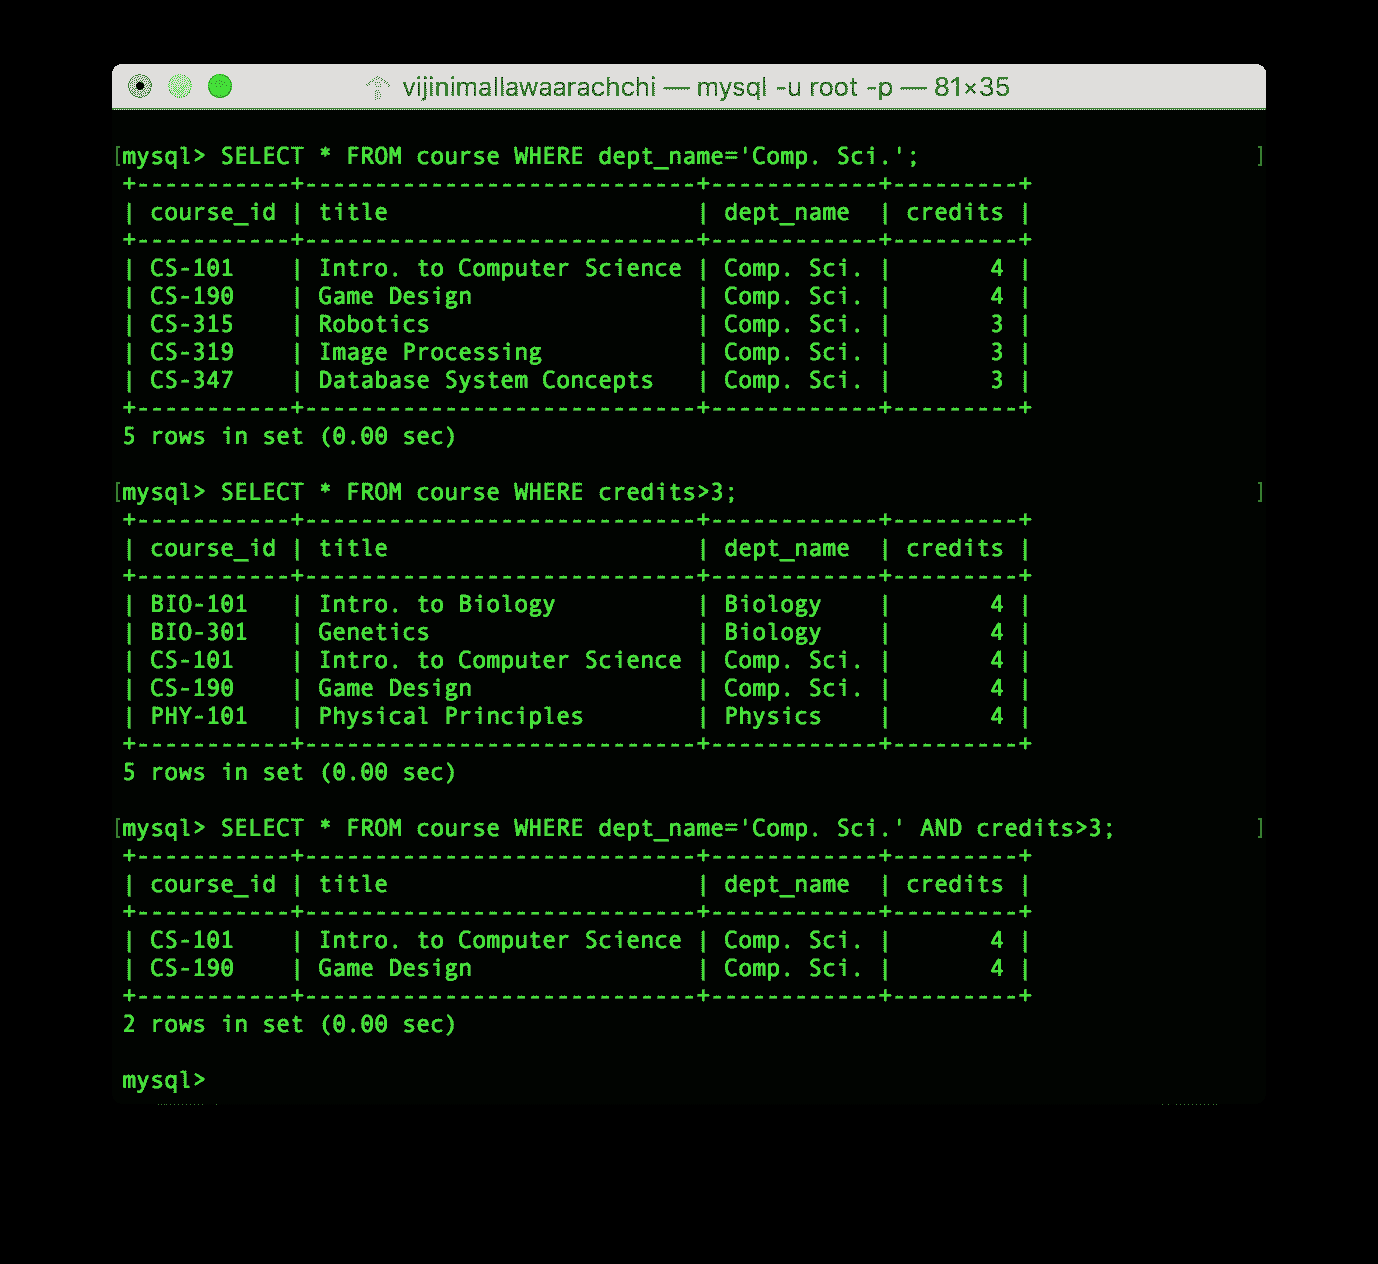 vijinimallawaarachchi — mysql -u root -p — 81×35
[mysql> SELECT * FROM course WHERE dept_name='Comp. Sci.'; ]
+-----------+----------------------------+------------+---------+
| course_id | title                      | dept_name  | credits |
+-----------+----------------------------+------------+---------+
| CS-101    | Intro. to Computer Science | Comp. Sci. |       4 |
| CS-190    | Game Design                | Comp. Sci. |       4 |
| CS-315    | Robotics                   | Comp. Sci. |       3 |
| CS-319    | Image Processing           | Comp. Sci. |       3 |
| CS-347    | Database System Concepts   | Comp. Sci. |       3 |
+-----------+----------------------------+------------+---------+
5 rows in set (0.00 sec)
[mysql> SELECT * FROM course WHERE credits>3; ]
+-----------+----------------------------+------------+---------+
| course_id | title                      | dept_name  | credits |
+-----------+----------------------------+------------+---------+
| BIO-101   | Intro. to Biology          | Biology    |       4 |
| BIO-301   | Genetics                   | Biology    |       4 |
| CS-101    | Intro. to Computer Science | Comp. Sci. |       4 |
| CS-190    | Game Design                | Comp. Sci. |       4 |
| PHY-101   | Physical Principles        | Physics    |       4 |
+-----------+----------------------------+------------+---------+
5 rows in set (0.00 sec)
[mysql> SELECT * FROM course WHERE dept_name='Comp. Sci.' AND credits>3; ]
+-----------+----------------------------+------------+---------+
| course_id | title                      | dept_name  | credits |
+-----------+----------------------------+------------+---------+
| CS-101    | Intro. to Computer Science | Comp. Sci. |       4 |
| CS-190    | Game Design                | Comp. Sci. |       4 |
+-----------+----------------------------+------------+---------+
2 rows in set (0.00 sec)
mysql>